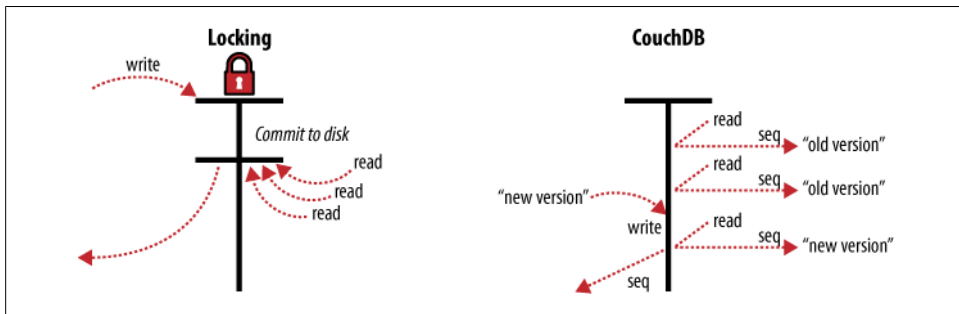 Locking
write
Commit to disk
read
read
read
CouchDB
read
seq
“old version”
read
seq
“old version”
“new version”
write
read
seq
“new version”
seq